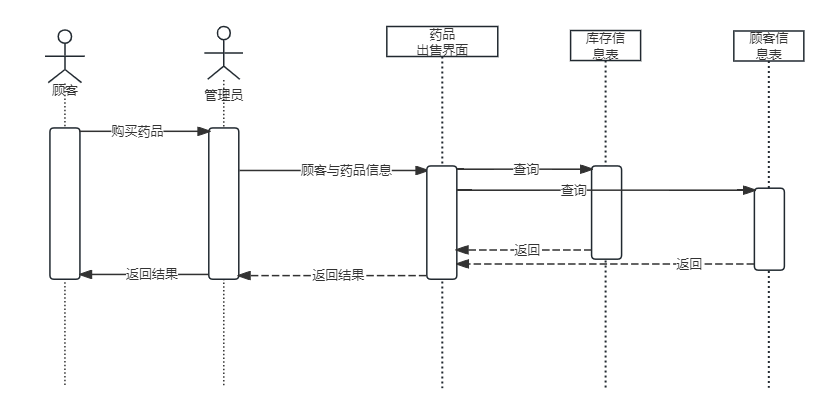 药品
出售界面
库存信
息表
顾客信
息表
顾客
管理员
购买药品
顾客与药品信息
查询
查询
返回
返回
返回结果
返回结果